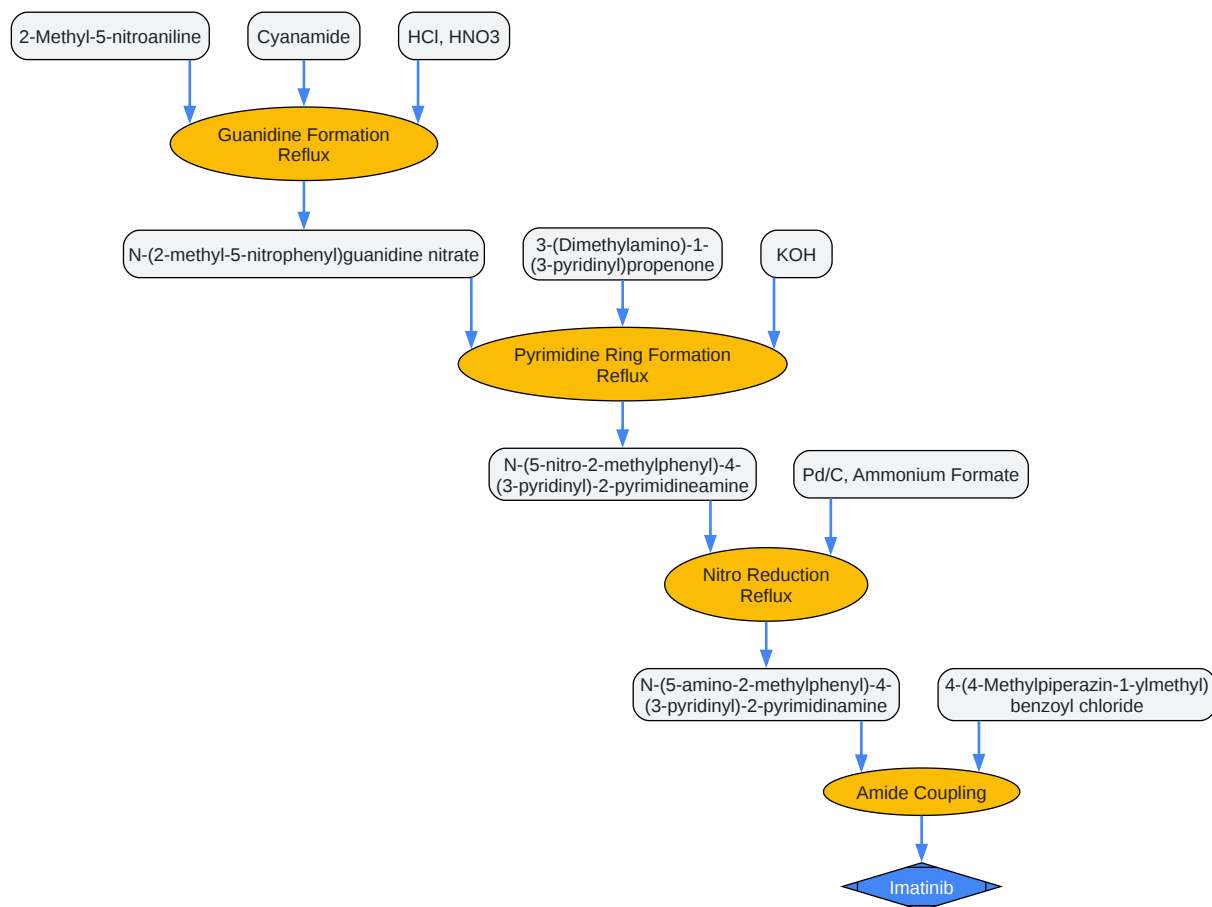 2-Methyl-5-nitroaniline
Cyanamide
HCl, HNO3
Guanidine Formation
Reflux
N-(2-methyl-5-nitrophenyl)guanidine nitrate
3-(Dimethylamino)-1-
(3-pyridinyl)propenone
KOH
Pyrimidine Ring Formation
Reflux
N-(5-nitro-2-methylphenyl)-4-
(3-pyridinyl)-2-pyrimidineamine
Pd/C, Ammonium Formate
Nitro Reduction
Reflux
N-(5-amino-2-methylphenyl)-4-
(3-pyridinyl)-2-pyrimidinamine
4-(4-Methylpiperazin-1-ylmethyl)
benzoyl chloride
Amide Coupling
Imatinib